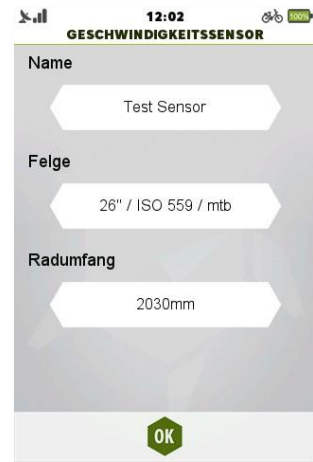 12:02
100%
GESCHWINDIGKEITSSENSOR
Name
Test Sensor
Felge
26" / ISO 559 / mtb
Radumfang
2030mm
OK